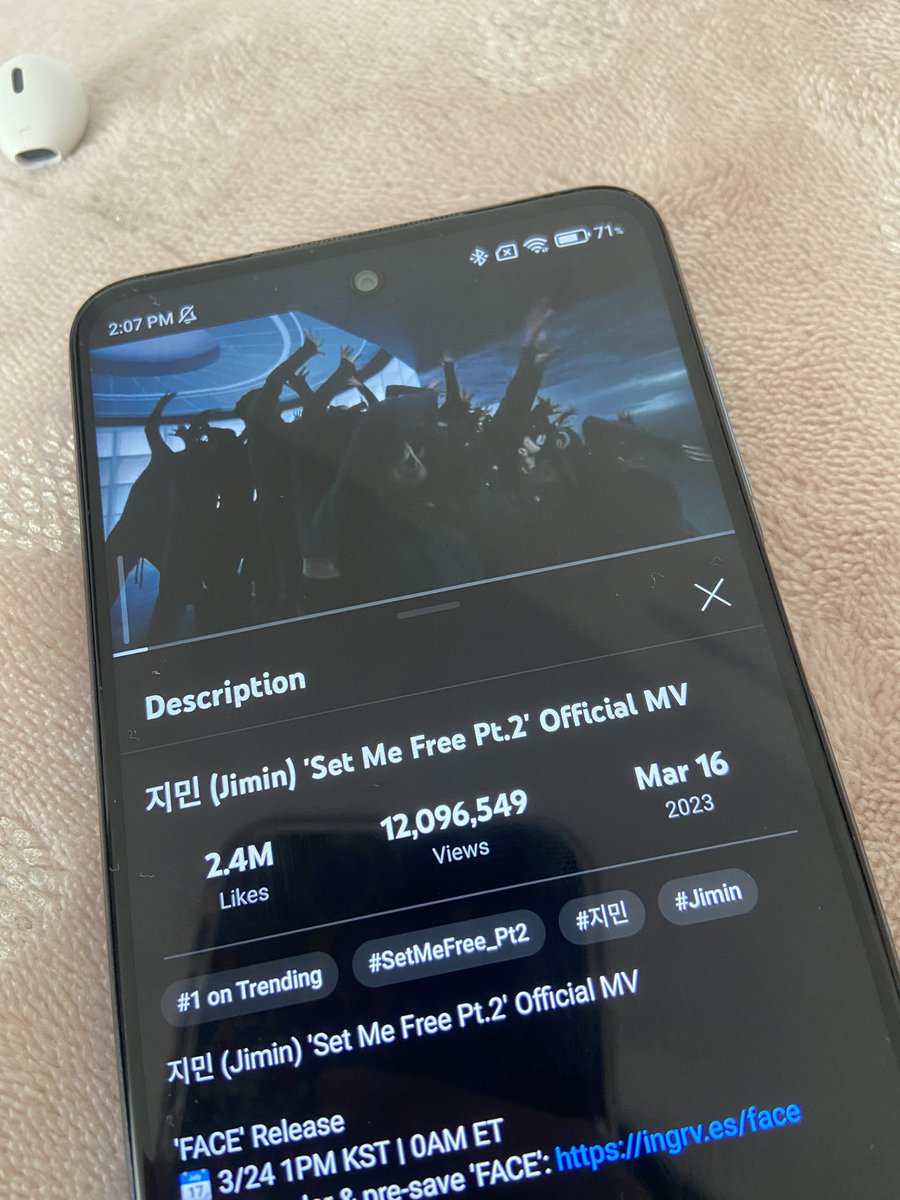 2:07 PM 71%
Description
지민 (Jimin) 'Set Me Free Pt.2' Official MV
2.4M 12,096,549 Mar 16
Likes Views 2023
#1 on Trending #SetMeFree_Pt2 #지민 #Jimin
지민 (Jimin) 'Set Me Free Pt.2' Official MV
'FACE' Release
17 3/24 1PM KST | 0AM ET
& pre-save 'FACE': https://ingrv.es/face